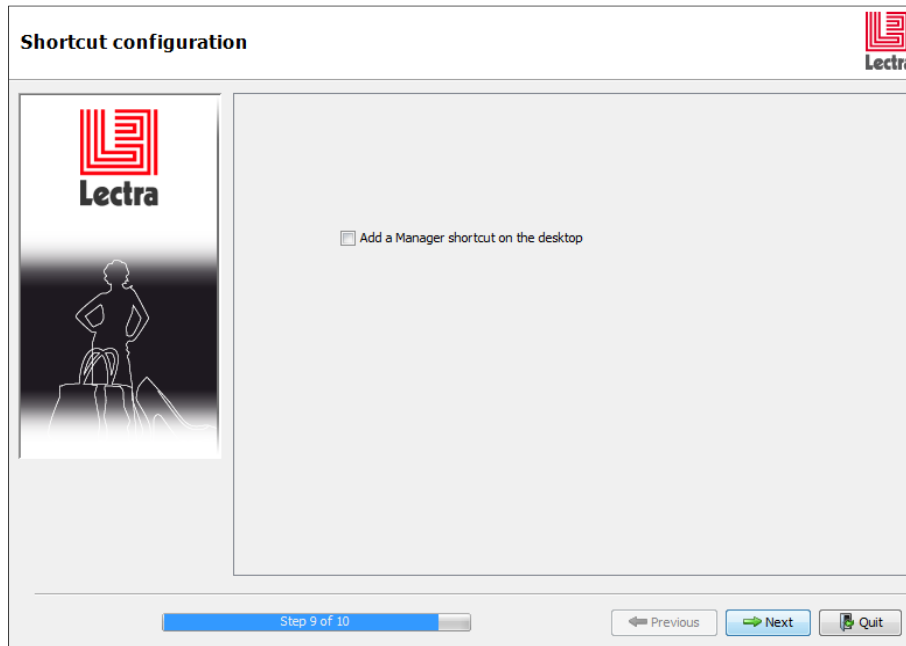 Shortcut configuration
Lectra
Lectra
Add a Manager shortcut on the desktop
Step 9 of 10
Previous
Next
Quit